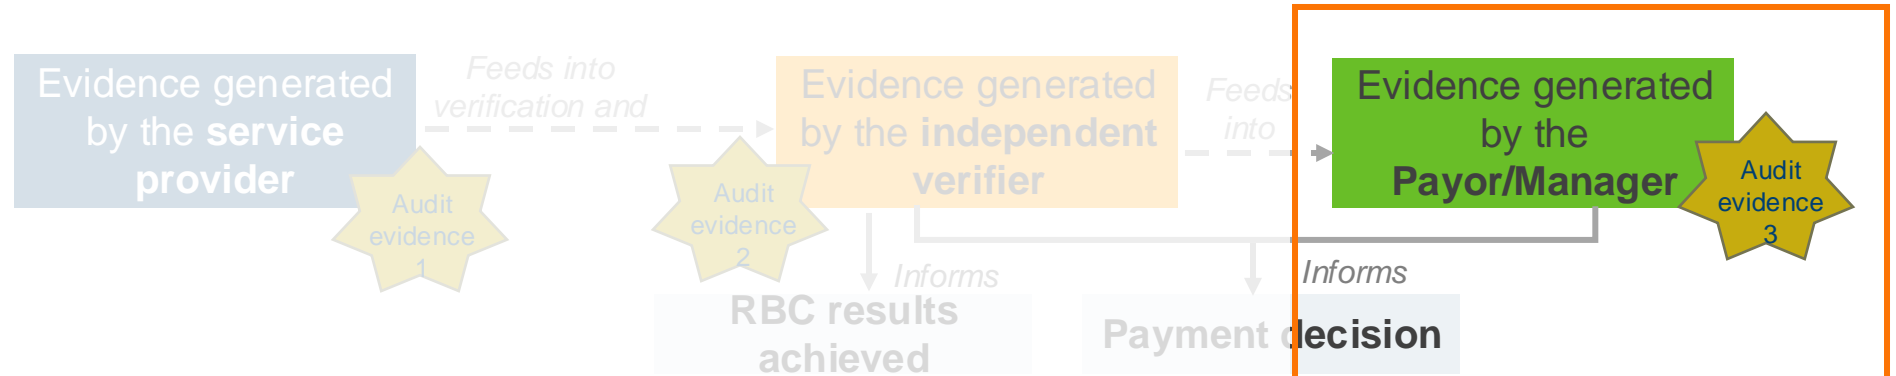 Evidence generated
by the service
provider
Audit
evidence
1
Feeds into
verification and
Evidence generated
by the independent
verifier
Audit
evidence
2
Feeds
into
Evidence generated
by the
Payor/Manager
Audit
evidence
3
Informs
Informs
RBC results
achieved
Payment decision